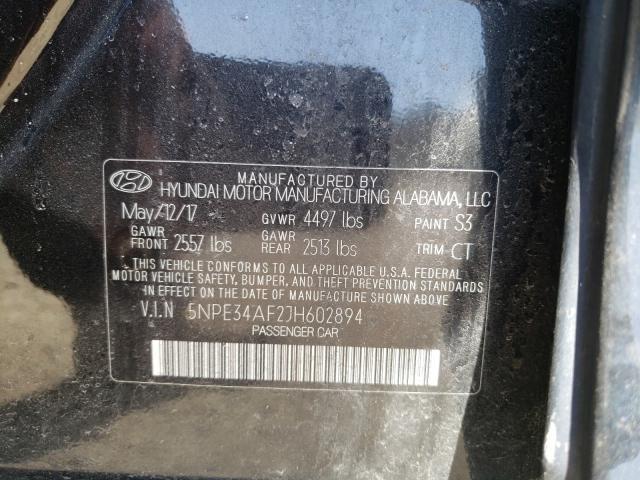 MANUFACTURED BY
HYUNDAI MOTOR MANUFACTURING ALABAMA, LLC
May/12/17 GVWR 4497 lbs PAINT S3
GAWR FRONT 2557 lbs GAWR REAR 2513 lbs TRIM CT
. THIS VEHICLE CONFORMS TO ALL APPLICABLE U.S.A. FEDERAL
MOTOR VEHICLE SAFETY, BUMPER, AND THEFT PREVENTION STANDARDS
IN EFFECT ON THE DATE OF MANUFACTURE SHOWN ABOVE
V.I.N 5NPE34AF2JH602894
PASSENGER CAR